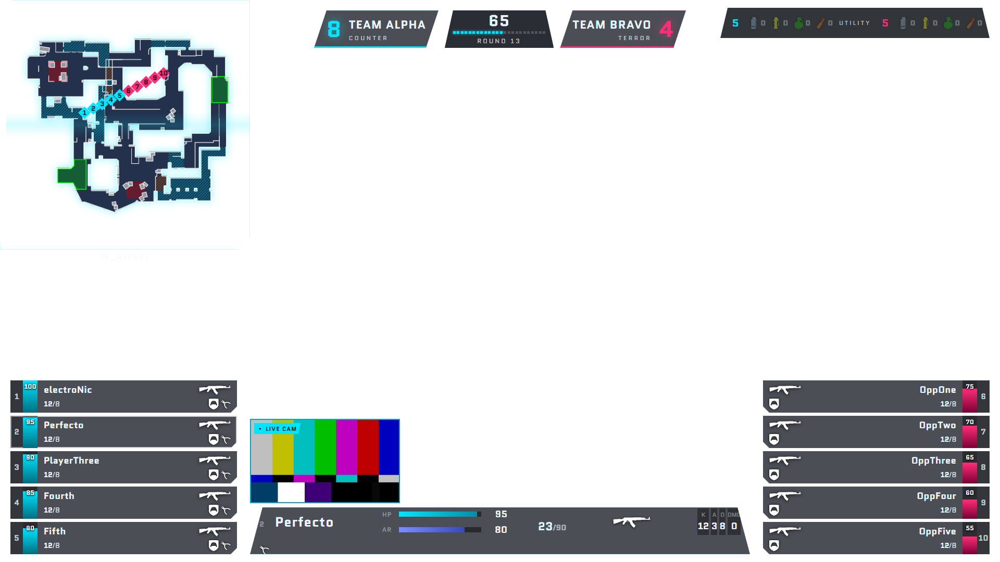 8 TEAM ALPHA
COUNTER
65
ROUND 13
TEAM BRAVO 4
TERROR
5 0 0 0 0 UTILITY 5 0 0 0 0
10
9
8
7
6
5
4
3
2
1
DE_MIRAGE
1 100 electroNic
12/8
2 95 Perfecto
12/8
3 90 PlayerThree
12/8
4 85 Fourth
12/8
5 80 Fifth
12/8
LIVE CAM
2 Perfecto
HP 95
AR 80
23/90
K A D DMG
12 3 8 0
OppOne 75 6
12/8
OppTwo 70 7
12/8
OppThree 65 8
12/8
OppFour 60 9
12/8
OppFive 55 10
12/8